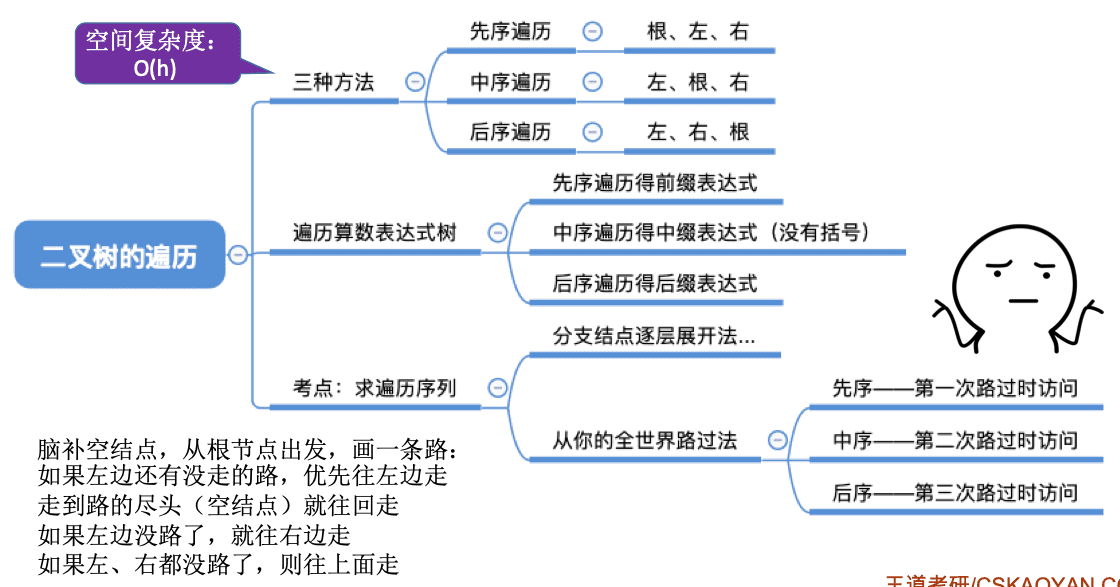 空间复杂度：
O(h)
二叉树的遍历
三种方法
先序遍历
根、左、右
中序遍历
左、根、右
后序遍历
左、右、根
遍历算数表达式树
先序遍历得前缀表达式
中序遍历得中缀表达式（没有括号）
后序遍历得后缀表达式
考点：求遍历序列
分支结点逐层展开法...
从你的全世界路过法
先序——第一次路过时访问
中序——第二次路过时访问
后序——第三次路过时访问
脑补空结点，从根节点出发，画一条路：
如果左边还有没走的路，优先往左边走
走到路的尽头（空结点）就往回走
如果左边没路了，就往右边走
如果左、右都没路了，则往上面走
王道考研/CSKAOYAN.C